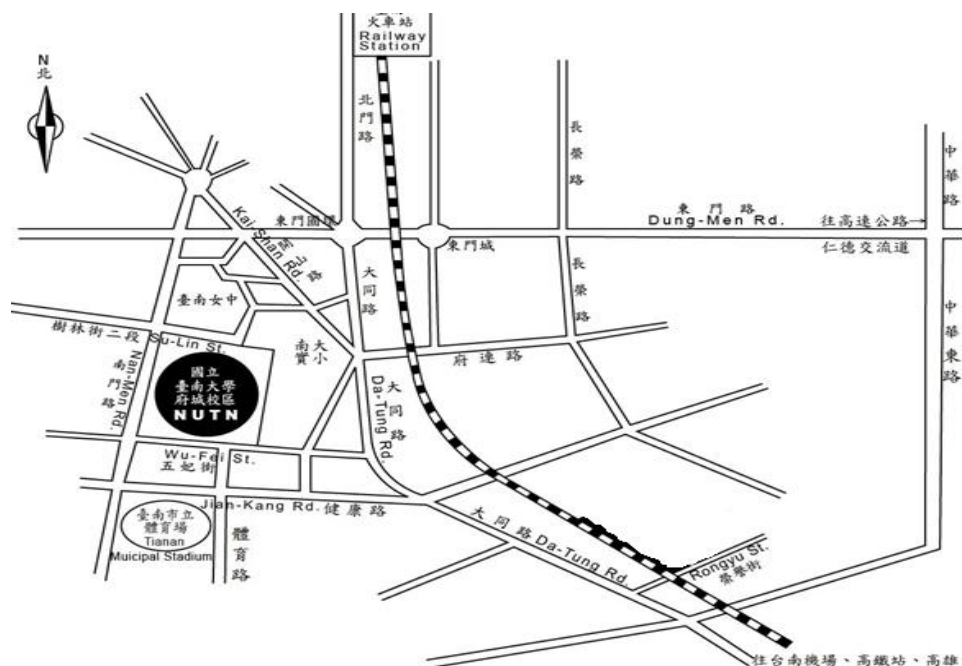 火車站
Railway
Station
N
北
北門路
長榮路
中華路
東門路
Dung-Men Rd.
往高速公路→
仁德交流道
東門圓環
東門城
Kai-Shan Rd.
開山路
大同路
長榮路
中華東路
臺南女中
樹林街二段
Su-Lin St.
南大
實小
府連路
Nan-Men Rd.
南門路
國立
臺南大學
府城校區
NUTN
大同路
Da-Tung Rd.
Wu-Fei St.
五妃街
Jian-Kang Rd. 健康路
臺南市立
體育場
Tianan
Muicipal Stadium
體育路
大同路 Da-Tung Rd.
Rongyu St.
榮譽街
往台南機場、高鐵站、高雄